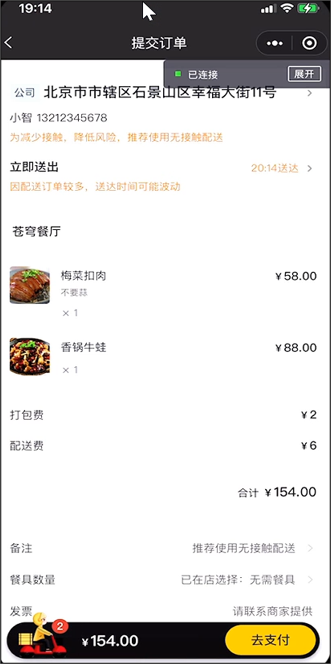 19:14
提交订单
已连接
展开
公司 北京市市辖区石景山区幸福大街11号
小智 13212345678
为减少接触，降低风险，推荐使用无接触配送
立即送出 20:14送达
因配送订单较多，送达时间可能波动
苍穹餐厅
梅菜扣肉 ¥58.00
不要蒜
×1
香锅牛蛙 ¥88.00
×1
打包费 ¥2
配送费 ¥6
合计 ¥154.00
备注 推荐使用无接触配送
餐具数量 已在店选择：无需餐具
发票 请联系商家提供
2
¥154.00 去支付